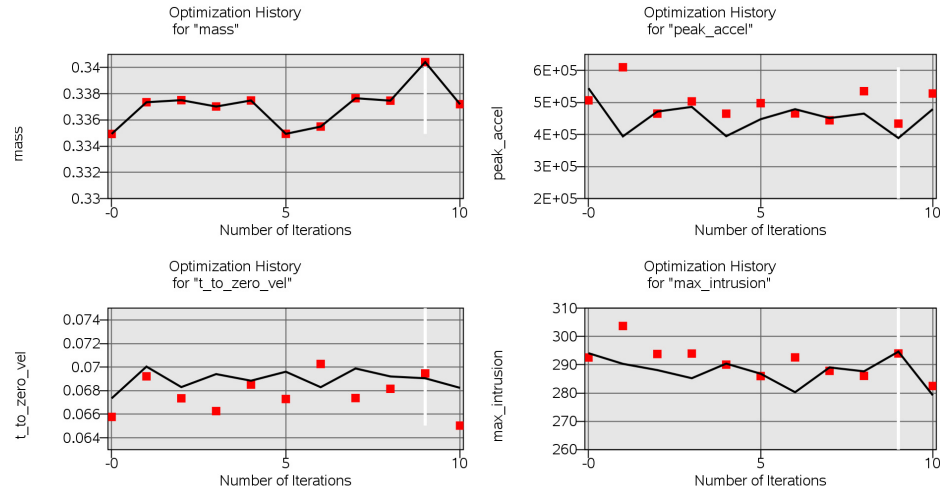 Optimization History
for "mass"
0.34
0.338
0.336
0.334
0.332
0.33
mass
-0
5
10
Number of Iterations
Optimization History
for "peak_accel"
6E+05
5E+05
4E+05
3E+05
2E+05
peak_accel
-0
5
10
Number of Iterations
Optimization History
for "t_to_zero_vel"
0.074
0.072
0.07
0.068
0.066
0.064
t_to_zero_vel
-0
5
10
Number of Iterations
Optimization History
for "max_intrusion"
310
300
290
280
270
260
max_intrusion
-0
5
10
Number of Iterations